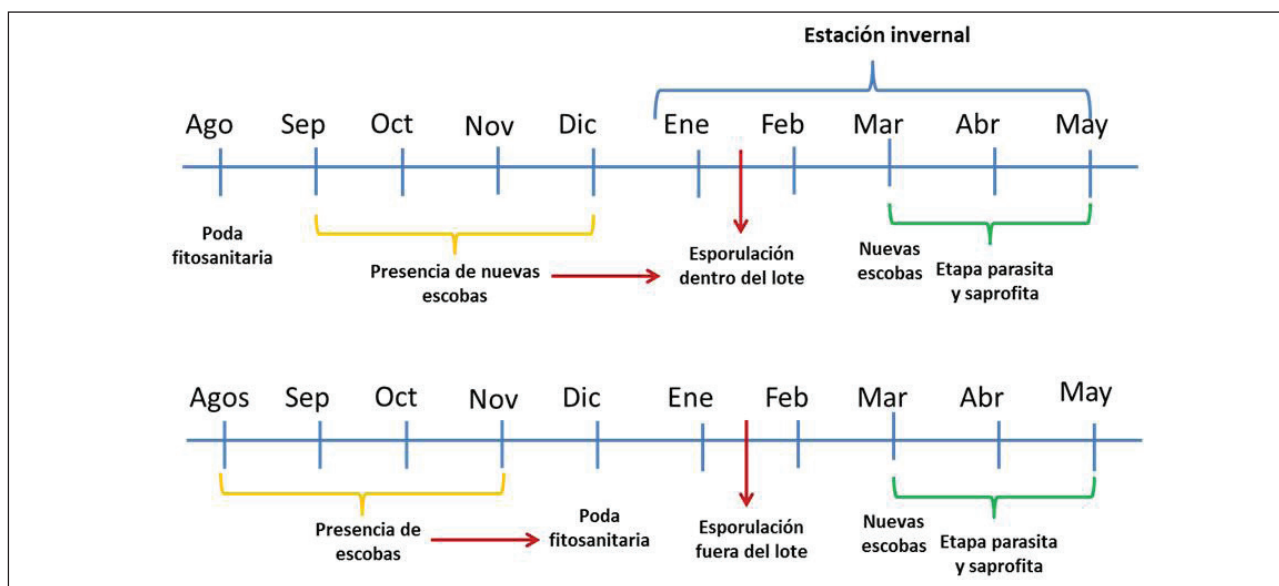 Estación invernal
Ago Sep Oct Nov Dic Ene Feb Mar Abr May
Poda
fitosanitaria
Presencia de nuevas
escobas
Esporulación
dentro del lote
Nuevas
escobas
Etapa parasita
y saprofita
Agos Sep Oct Nov Dic Ene Feb Mar Abr May
Presencia de
escobas
Poda
fitosanitaria
Esporulación
fuera del lote
Nuevas
escobas
Etapa parasita
y saprofita